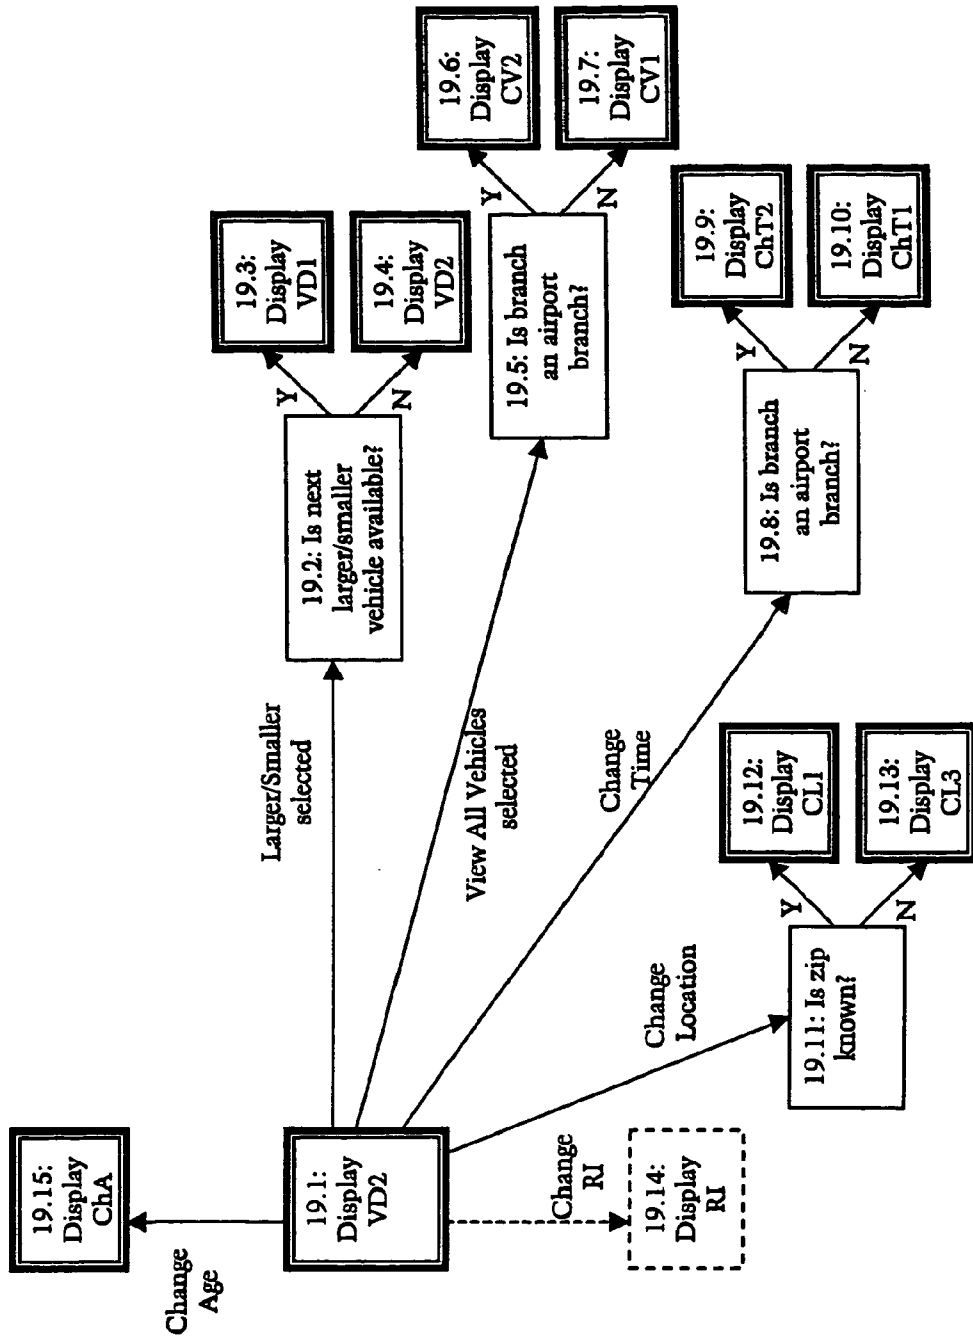 19.15:
Display
ChA
Change
Age
19.1:
Display
VD2
Change
RI
19.14:
Display
RI
Larger/Smaller
selected
19.2: Is next
larger/smaller
vehicle available?
Y
N
19.3:
Display
VD1
19.4:
Display
VD2
View All Vehicles
selected
19.5: Is branch
an airport
branch?
Y
N
19.6:
Display
CV2
19.7:
Display
CV1
Change
Time
19.8: Is branch
an airport
branch?
Y
N
19.9:
Display
ChT2
19.10:
Display
ChT1
Change
Location
19.11: Is zip
known?
Y
N
19.12:
Display
CL1
19.13:
Display
CL3